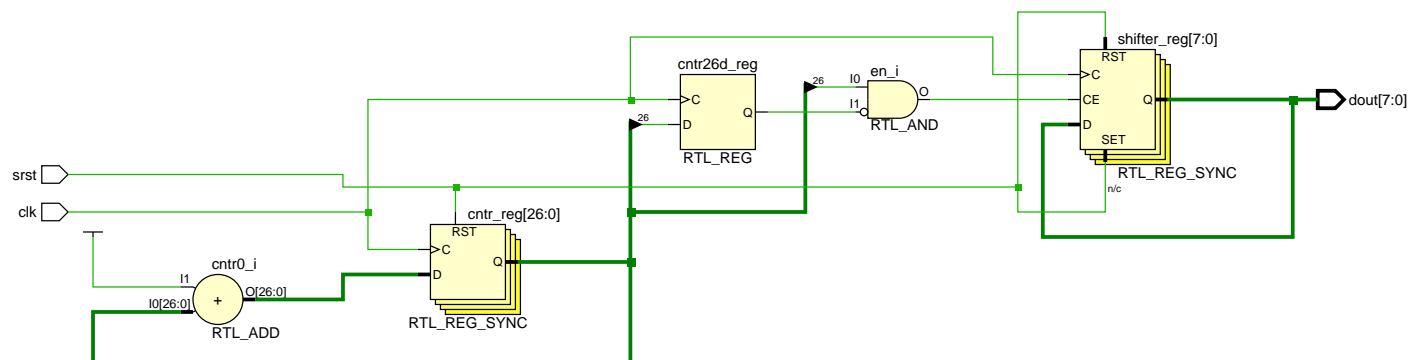 shifter_reg[7:0]
RST
C
CE
D
Q
SET
RTL_REG_SYNC
n/c
dout[7:0]
cntr26d_reg
C
D
Q
RTL_REG
26
26
en_i
I0
I1
O
RTL_AND
srst
clk
cntr_reg[26:0]
RST
C
D
Q
RTL_REG_SYNC
cntr0_i
I1
I0[26:0]
+
O[26:0]
RTL_ADD